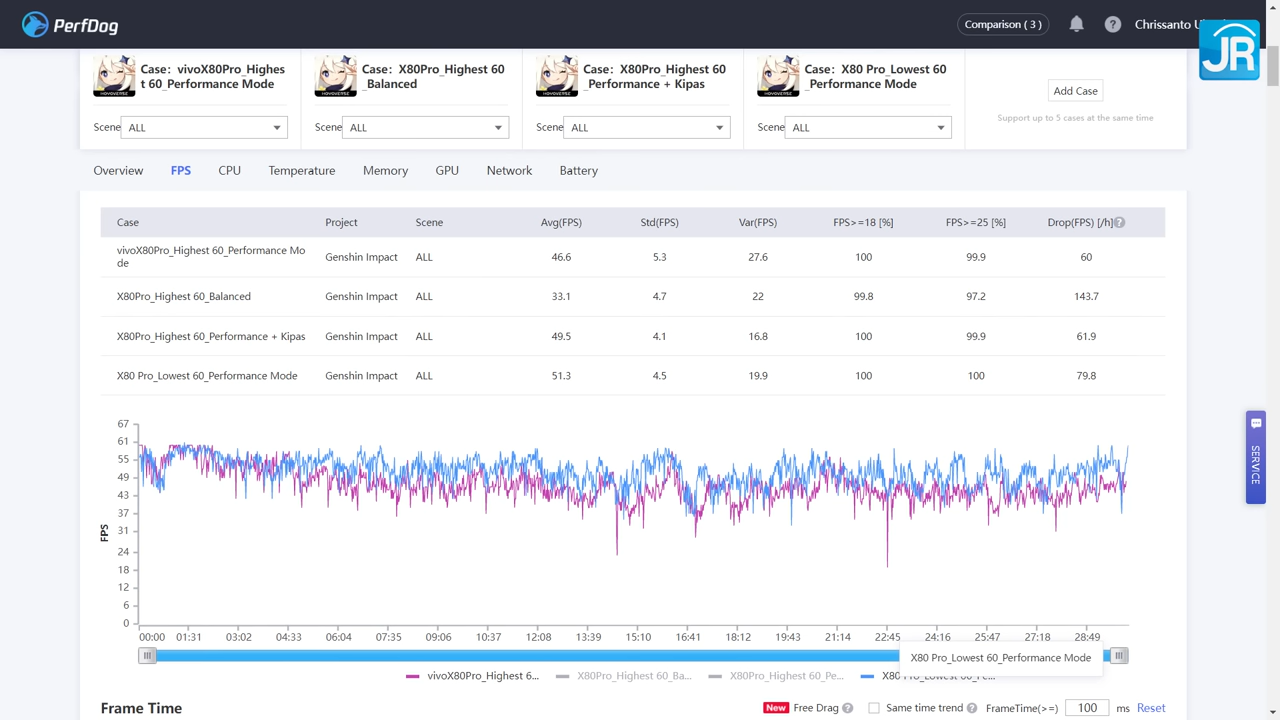 PerfDog
Comparison ( 3 )
?
Chrissanto
JR
Case: vivoX80Pro_Highes
t 60_Performance Mode
Case: X80Pro_Highest 60
_Balanced
Case: X80Pro_Highest 60
_Performance + Kipas
Case: X80 Pro_Lowest 60
_Performance Mode
HOYOVERSE
HOYOVERSE
HOYOVERSE
HOYOVERSE
Add Case
Support up to 5 cases at the same time
Scene ALL
Scene ALL
Scene ALL
Scene ALL
Overview FPS CPU Temperature Memory GPU Network Battery
Case Project Scene Avg(FPS) Std(FPS) Var(FPS) FPS>=18 [%] FPS>=25 [%] Drop(FPS) [/h] ?
vivoX80Pro_Highest 60_Performance Mo
de
Genshin Impact ALL 46.6 5.3 27.6 100 99.9 60
X80Pro_Highest 60_Balanced Genshin Impact ALL 33.1 4.7 22 99.8 97.2 143.7
X80Pro_Highest 60_Performance + Kipas Genshin Impact ALL 49.5 4.1 16.8 100 99.9 61.9
X80 Pro_Lowest 60_Performance Mode Genshin Impact ALL 51.3 4.5 19.9 100 100 79.8
SERVICE
FPS
67
61
55
49
43
37
31
24
18
12
6
0
00:00 01:31 03:02 04:33 06:04 07:35 09:06 10:37 12:08 13:39 15:10 16:41 18:12 19:43 21:14 22:45 24:16 25:47 27:18 28:49
X80 Pro_Lowest 60_Performance Mode
vivoX80Pro_Highest 6... X80Pro_Highest 60_Ba... X80Pro_Highest 60_Pe...
Frame Time
New Free Drag ? Same time trend ? FrameTime(>=) 100 ms Reset